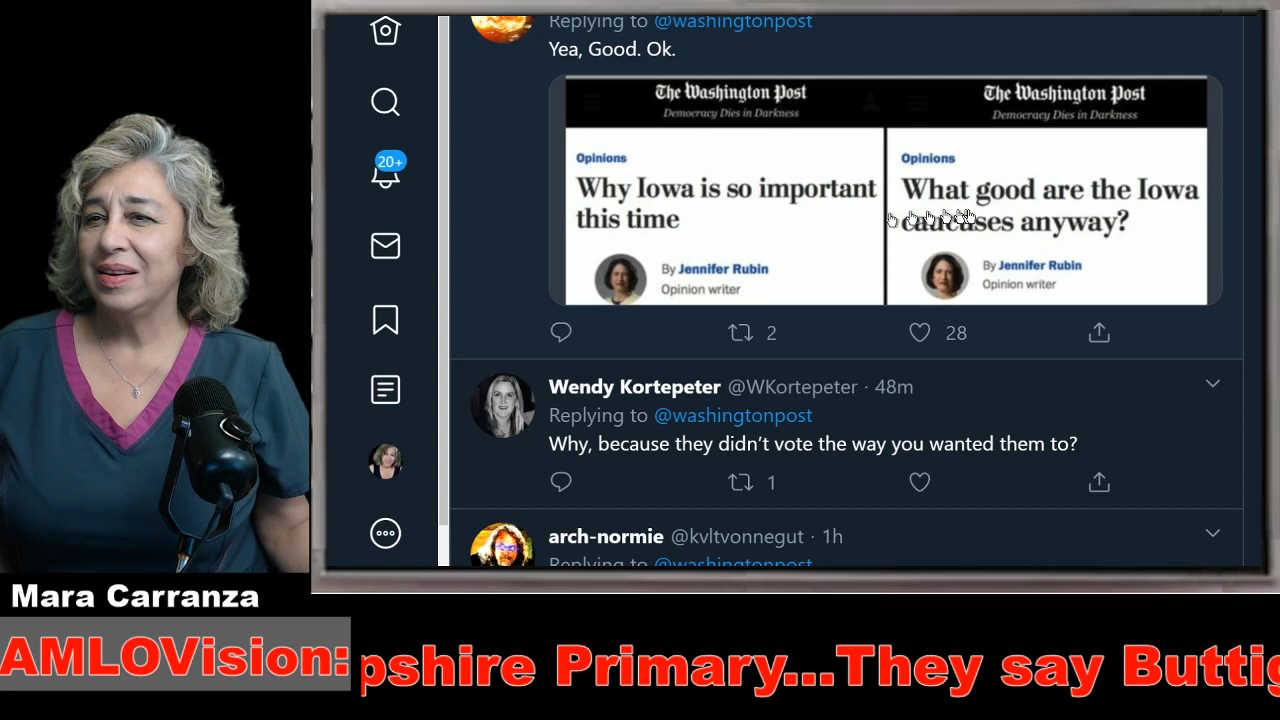 Replying to @washingtonpost
Yea, Good. Ok.
The Washington Post
Democracy Dies in Darkness
Opinions
Why Iowa is so important
this time
By Jennifer Rubin
Opinion writer
The Washington Post
Democracy Dies in Darkness
Opinions
What good are the Iowa
caucuses anyway?
By Jennifer Rubin
Opinion writer
2
28
20+
Wendy Kortepeter @WKortepeter · 48m
Replying to @washingtonpost
Why, because they didn’t vote the way you wanted them to?
1
arch-normie @kvltvonnegut · 1h
Replying to @washingtonpost
Mara Carranza
AMLOVision:
pshire Primary...They say Buttig